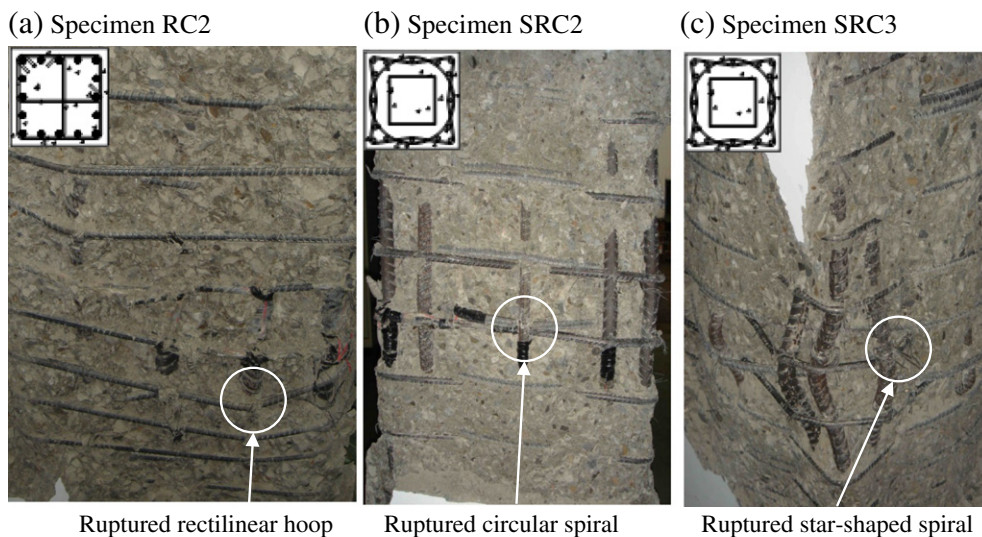 (a) Specimen RC2
(b) Specimen SRC2
(c) Specimen SRC3
Ruptured rectilinear hoop
Ruptured circular spiral
Ruptured star-shaped spiral